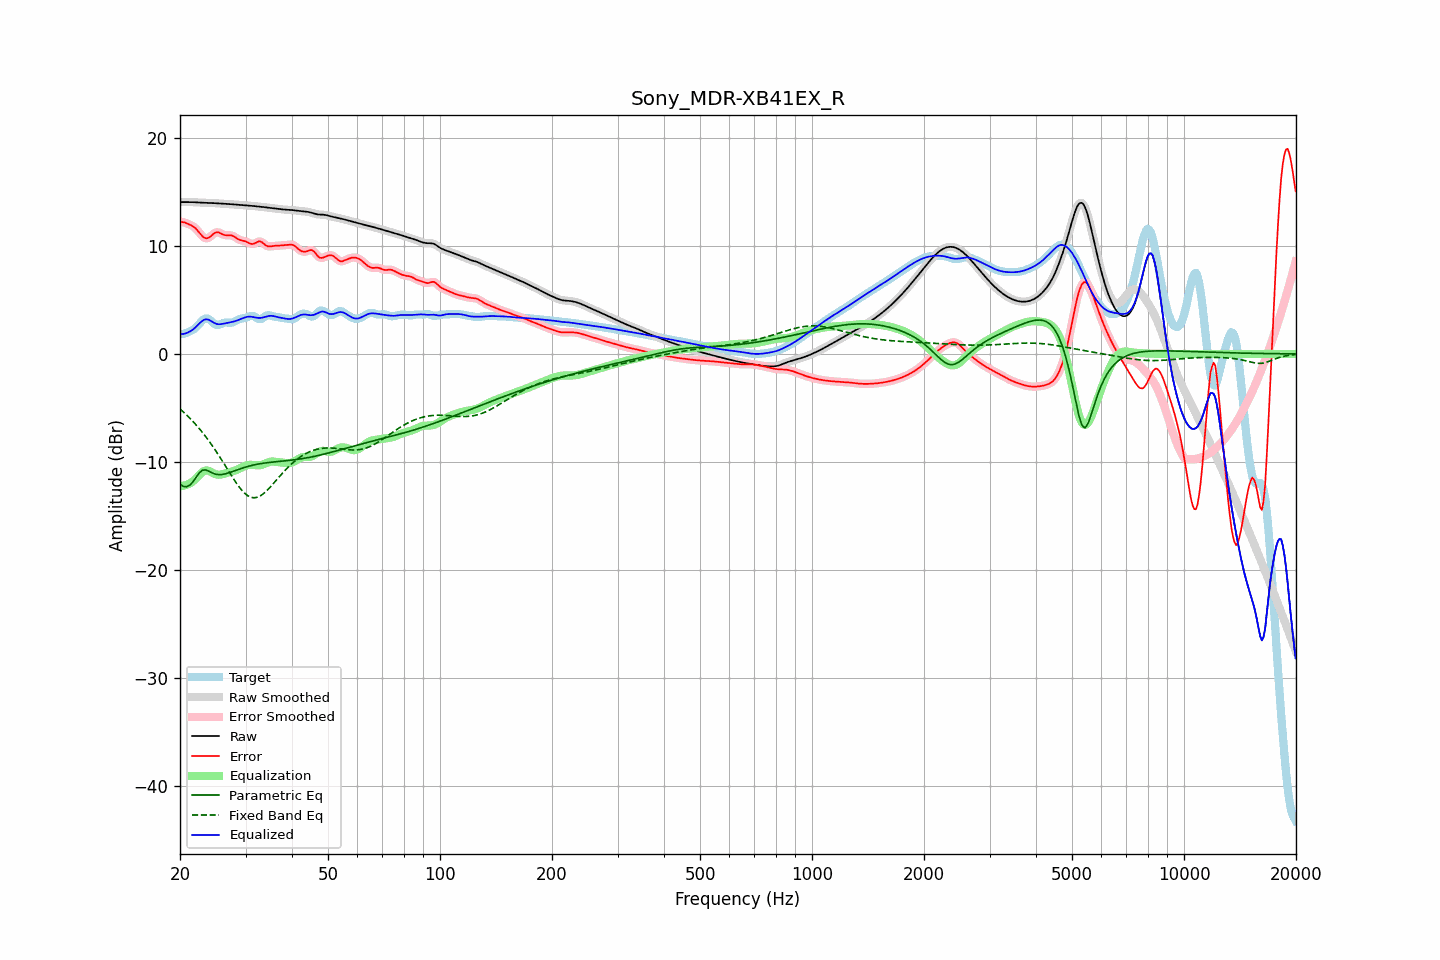 Sony_MDR-XB41EX_R
20
10
0
−10
−20
−30
−40
Amplitude (dBr)
Target
Raw Smoothed
Error Smoothed
Raw
Error
Equalization
Parametric Eq
Fixed Band Eq
Equalized
20 50 100 200 500 1000 2000 5000 10000 20000
Frequency (Hz)